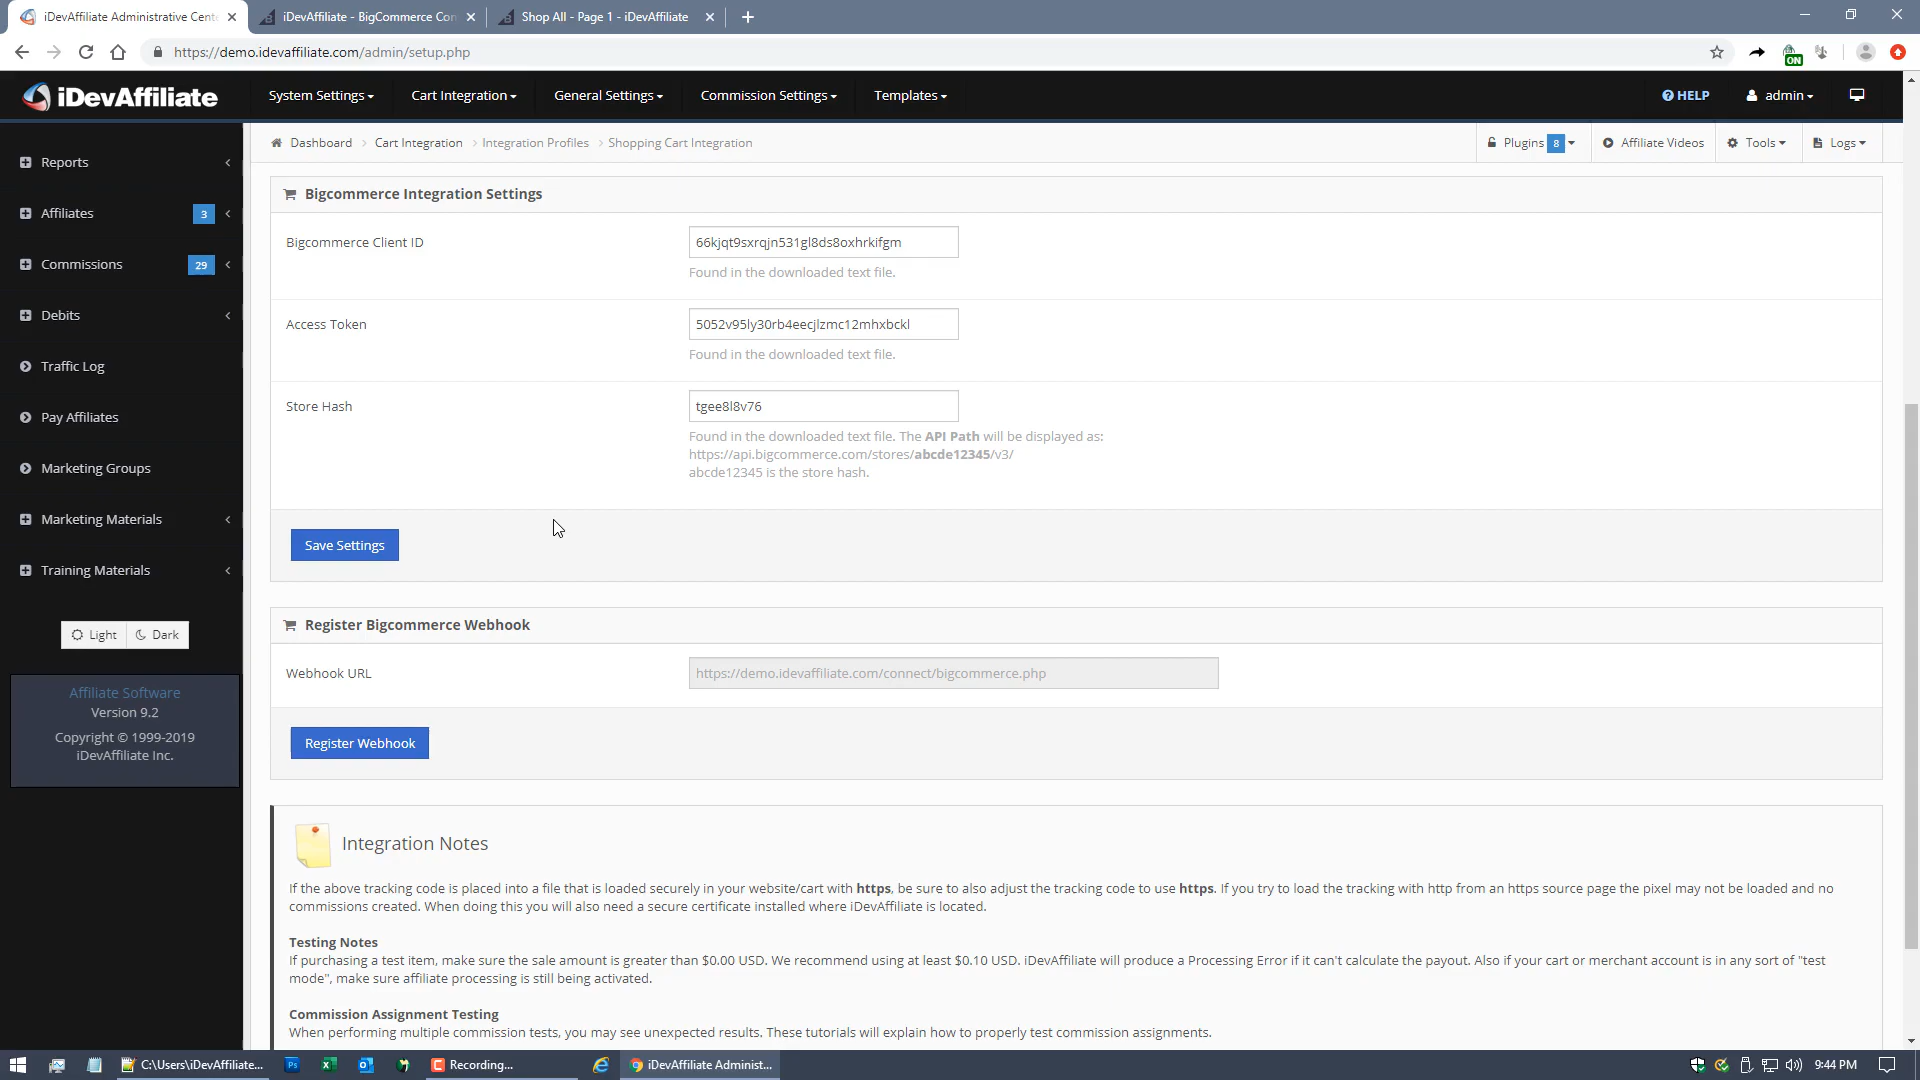 iDevAffiliate Administrative Cent
iDevAffiliate - BigCommerce Con
Shop All - Page 1 - iDevAffiliate
https://demo.idevaffiliate.com/admin/setup.php
ON
iDevAffiliate
System Settings
Cart Integration
General Settings
Commission Settings
Templates
HELP
admin
Dashboard
Cart Integration
Integration Profiles
Shopping Cart Integration
Plugins 8
Affiliate Videos
Tools
Logs
Reports
Affiliates 3
Commissions 29
Debits
Traffic Log
Pay Affiliates
Marketing Groups
Marketing Materials
Training Materials
Light
Dark
Affiliate Software
Version 9.2
Copyright © 1999-2019
iDevAffiliate Inc.
Bigcommerce Integration Settings
Bigcommerce Client ID
66kjqt9sxrqjn531gl8ds8oxhrkifgm
Found in the downloaded text file.
Access Token
5052v95ly30rb4eecjlzmc12mhxbckl
Found in the downloaded text file.
Store Hash
tgee8l8v76
Found in the downloaded text file. The API Path will be displayed as:
https://api.bigcommerce.com/stores/abcde12345/v3/
abcde12345 is the store hash.
Save Settings
Register Bigcommerce Webhook
Webhook URL
https://demo.idevaffiliate.com/connect/bigcommerce.php
Register Webhook
Integration Notes
If the above tracking code is placed into a file that is loaded securely in your website/cart with https, be sure to also adjust the tracking code to use https. If you try to load the tracking with http from an https source page the pixel may not be loaded and no
commissions created. When doing this you will also need a secure certificate installed where iDevAffiliate is located.
Testing Notes
If purchasing a test item, make sure the sale amount is greater than $0.00 USD. We recommend using at least $0.10 USD. iDevAffiliate will produce a Processing Error if it can't calculate the payout. Also if your cart or merchant account is in any sort of "test
mode", make sure affiliate processing is still being activated.
Commission Assignment Testing
When performing multiple commission tests, you may see unexpected results. These tutorials will explain how to properly test commission assignments.
C:\Users\iDevAffiliate...
Ps
Recording...
iDevAffiliate Administ...
9:44 PM